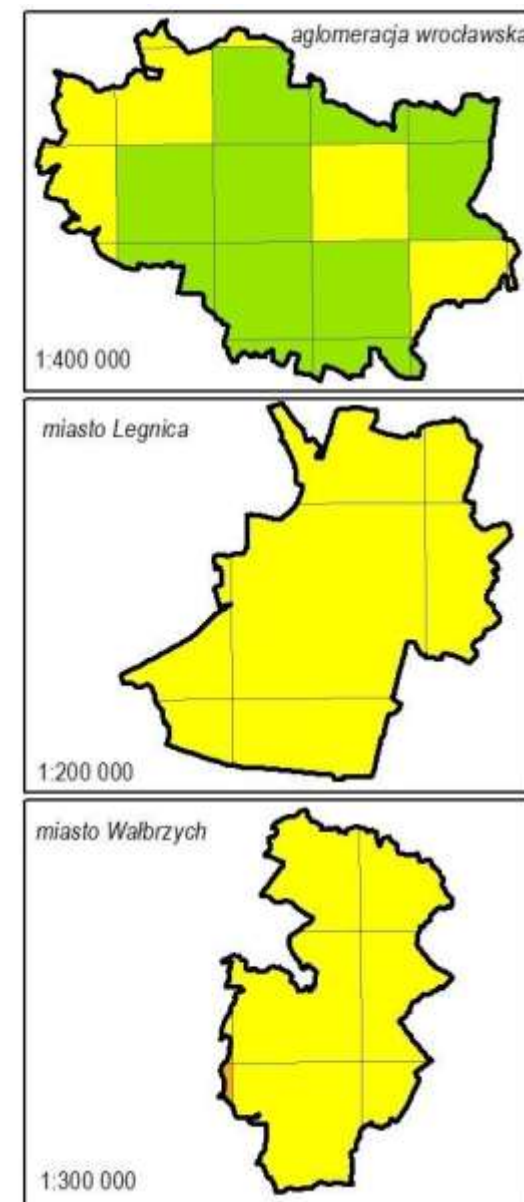 aglomeracja wrocławska
1:400 000
miasto Legnica
1:200 000
miasto Wałbrzych
1:300 000